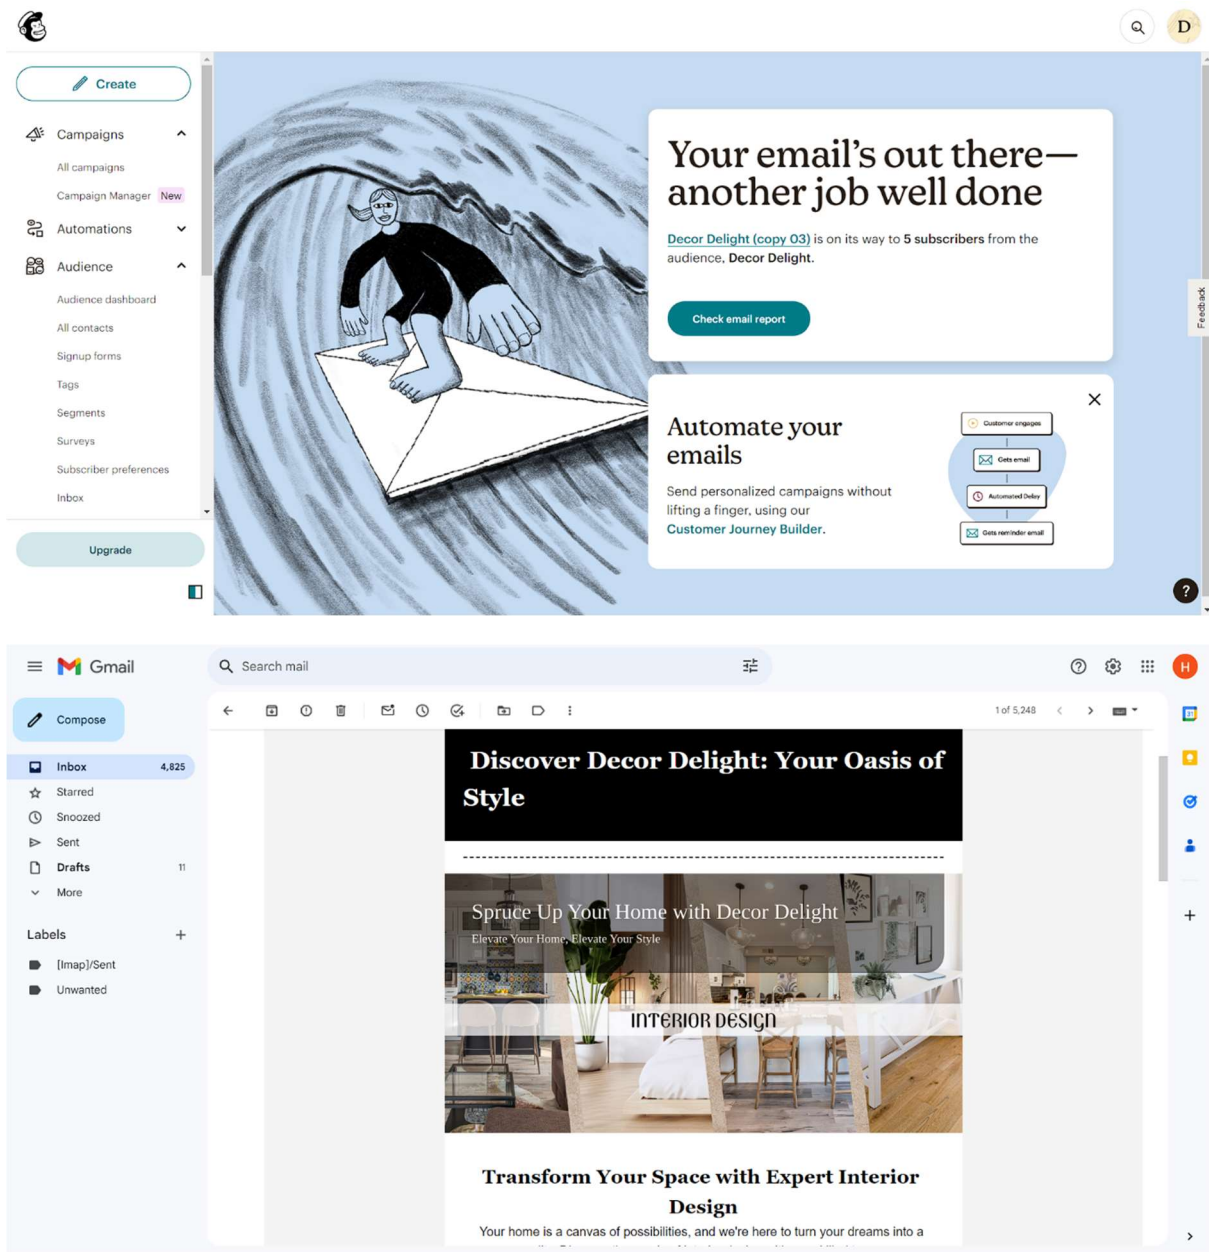 D
Create
Campaigns
All campaigns
Campaign Manager New
Automations
Audience
Audience dashboard
All contacts
Signup forms
Tags
Segments
Surveys
Subscriber preferences
Inbox
Upgrade
Your email's out there—
another job well done
Decor Delight (copy 03) is on its way to 5 subscribers from the
audience, Decor Delight.
Check email report
Feedback
Automate your
emails
Send personalized campaigns without
lifting a finger, using our
Customer Journey Builder.
Customer engages
Gets email
Automated Delay
Gets reminder email
?
Gmail
Search mail
H
Compose
1 of 5,248
Inbox 4,825
Starred
Snoozed
Sent
Drafts 11
More
Labels
[Imap]/Sent
Unwanted
31
Discover Decor Delight: Your Oasis of
Style
Spruce Up Your Home with Decor Delight
Elevate Your Home, Elevate Your Style
INTERIOR DESIGN
Transform Your Space with Expert Interior
Design
Your home is a canvas of possibilities, and we're here to turn your dreams into a